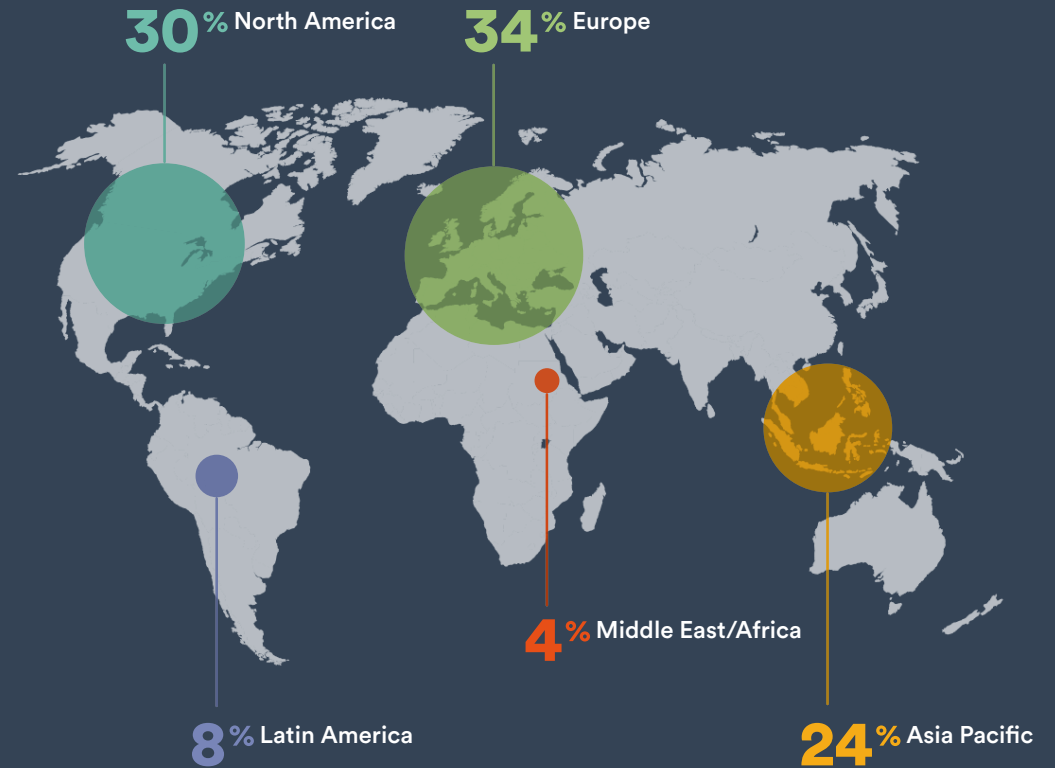 30% North America
34% Europe
4% Middle East/Africa
8% Latin America
24% Asia Pacific